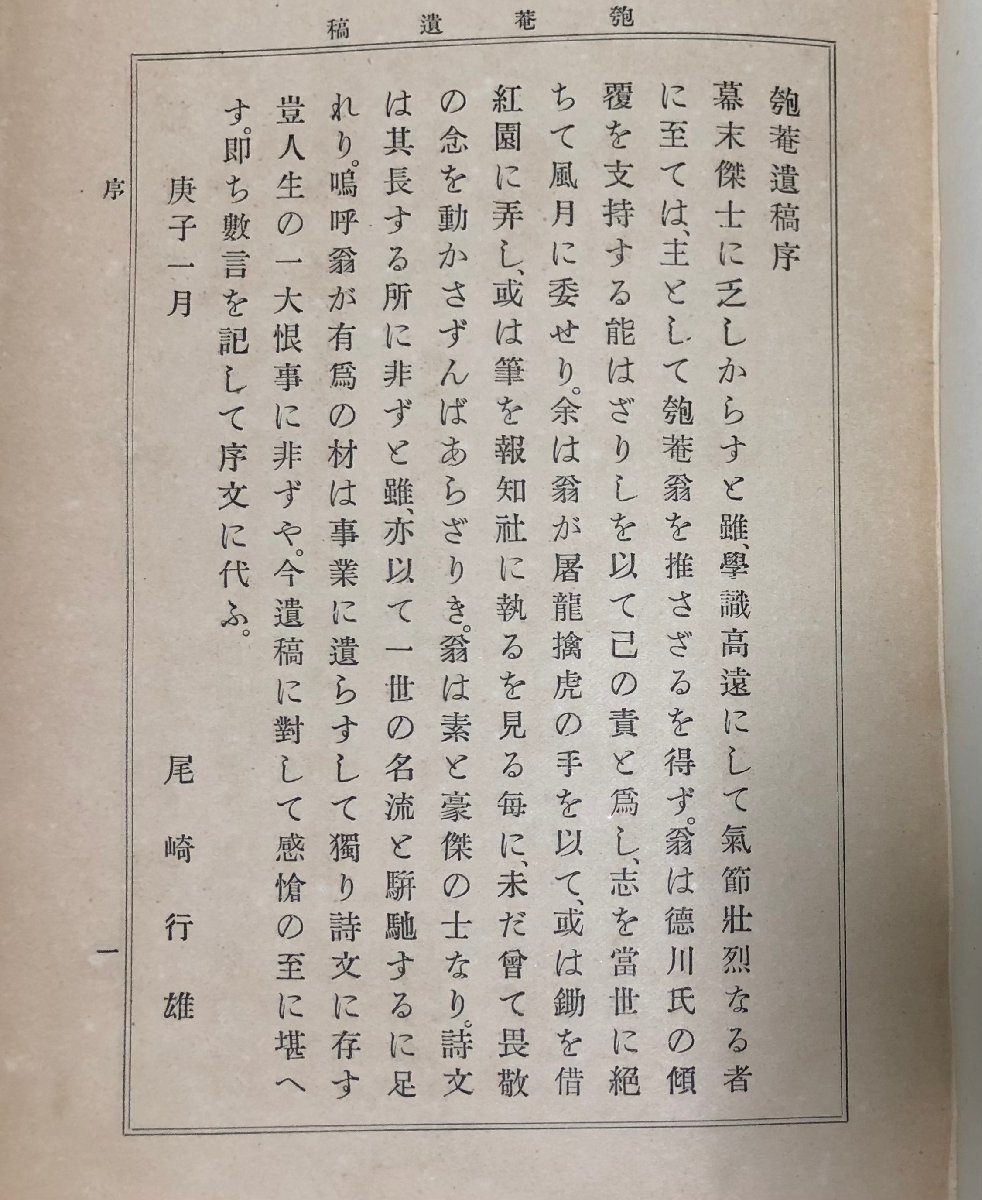 匏菴遺稿
匏菴遺稿序
幕末傑士に乏しからすと雖、學識高遠にして氣節壯烈なる者
に至ては、主として匏菴翁を推さざるを得ず。翁は德川氏の傾
覆を支持する能はざりしを以て己の責と爲し、志を當世に絕
ちて風月に委せり。余は翁が屠龍擒虎の手を以て、或は鋤を借
紅園に弄し、或は筆を報知社に執るを見る每に、未だ曾て畏敬
の念を動かさずんばあらざりき。翁は素と豪傑の士なり。詩文
は其長する所に非ずと雖、亦以て一世の名流と騈馳するに足
れり。嗚呼翁が有爲の材は事業に遺らすして獨り詩文に存す
豈人生の一大恨事に非ずや。今遺稿に對して感愴の至に堪へ
す。即ち數言を記して序文に代ふ。
庚子一月 尾崎行雄
序 一